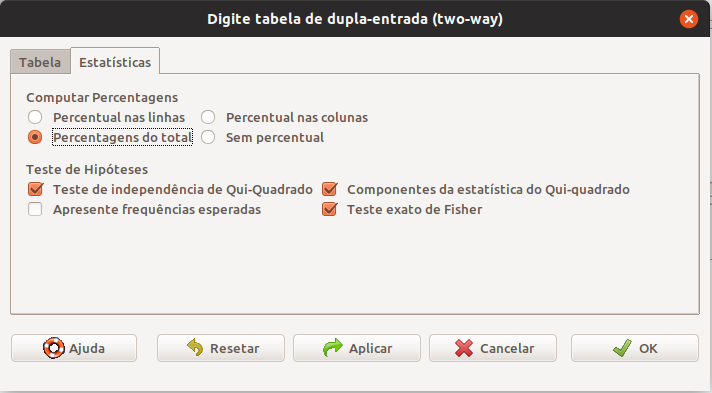 Digite tabela de dupla-entrada (two-way)
Tabela Estatísticas
Computar Percentagens
Percentual nas linhas Percentual nas colunas
Percentagens do total Sem percentual
Teste de Hipóteses
Teste de independência de Qui-Quadrado Componentes da estatística do Qui-quadrado
Apresente frequências esperadas Teste exato de Fisher
Ajuda Resetar Aplicar Cancelar OK